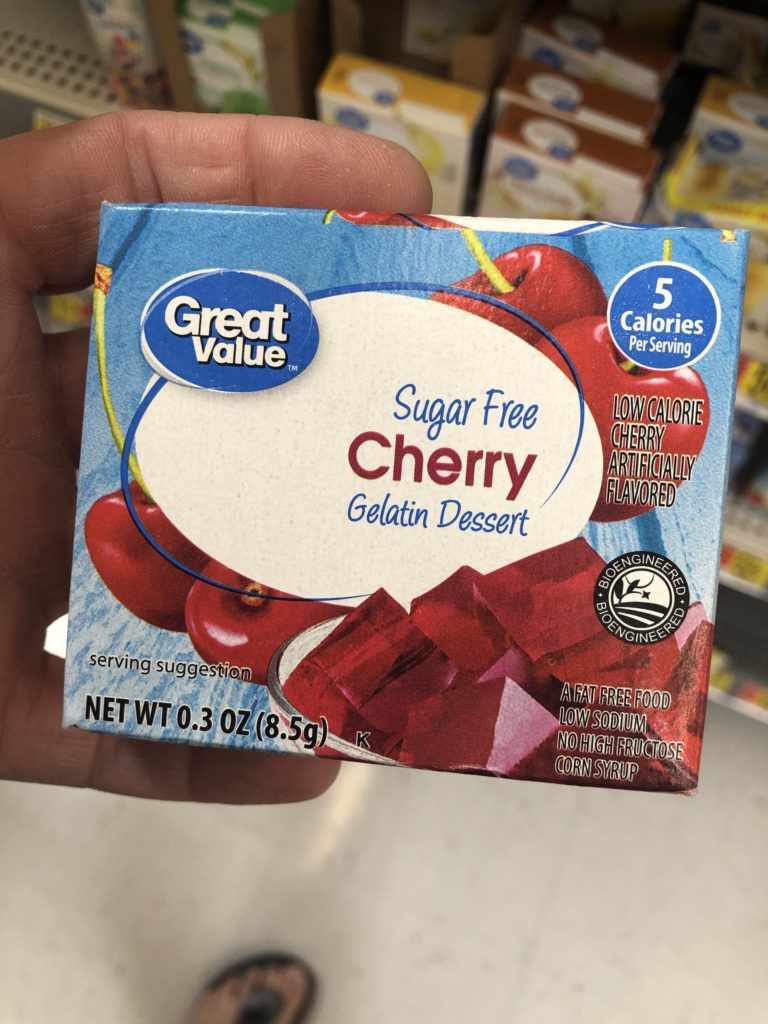 Great
Value™
5
Calories
Per Serving
Sugar Free
Cherry
Gelatin Dessert
LOW CALORIE
CHERRY
ARTIFICIALLY
FLAVORED
BIOENGINEERED
BIOENGINEERED
serving suggestion
NET WT 0.3 OZ (8.5g)
K
A FAT FREE FOOD
LOW SODIUM
NO HIGH FRUCTOSE
CORN SYRUP